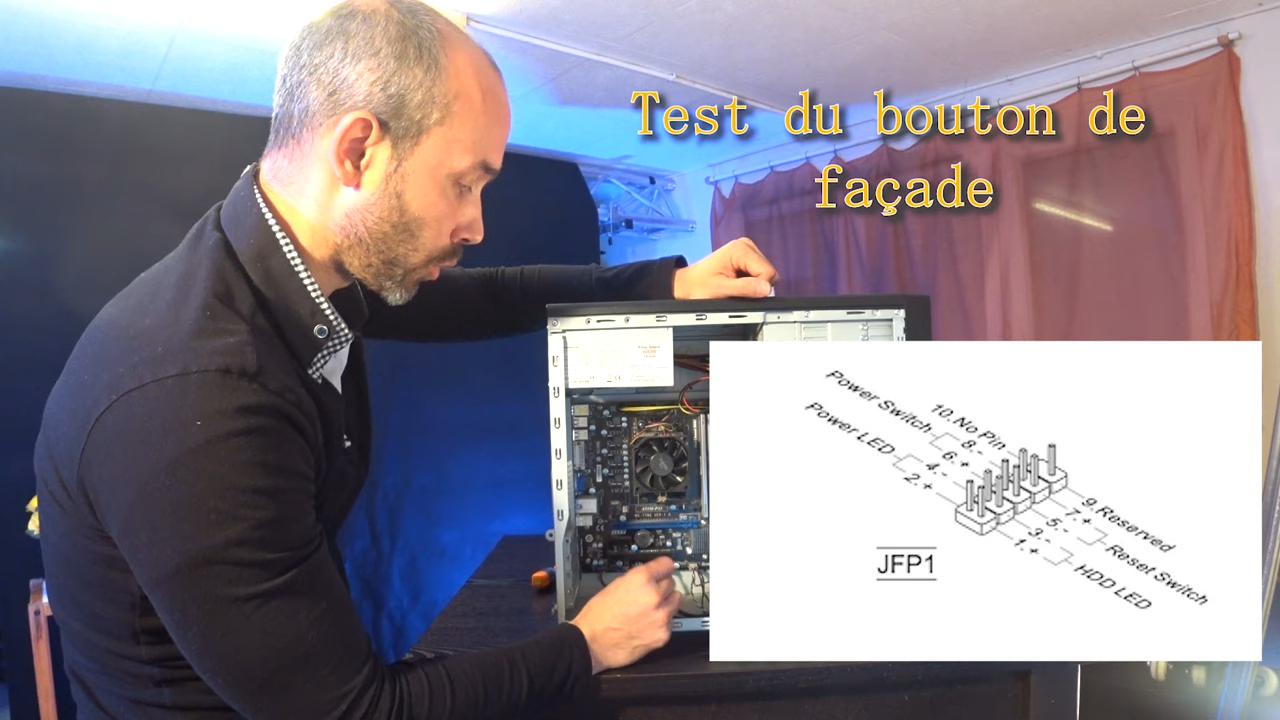 Test du bouton de
façade
10.No Pin
Power Switch
8.-
6.+
Power LED
4.-
2.+
9.Reserved
7.+
5.-
Reset Switch
3.-
1.+
HDD LED
JFP1